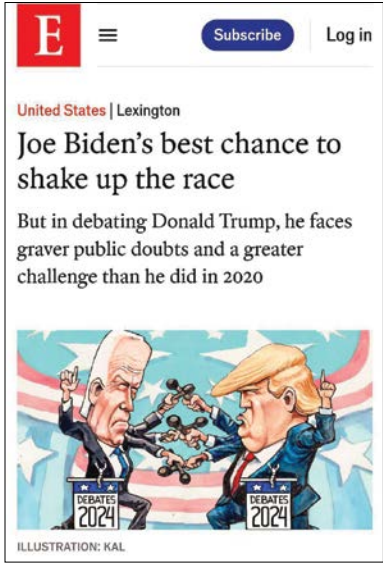 E
Subscribe
Log in
United States | Lexington
Joe Biden’s best chance to
shake up the race
But in debating Donald Trump, he faces
graver public doubts and a greater
challenge than he did in 2020
DEBATES
2024
DEBATES
2024
ILLUSTRATION: KAL